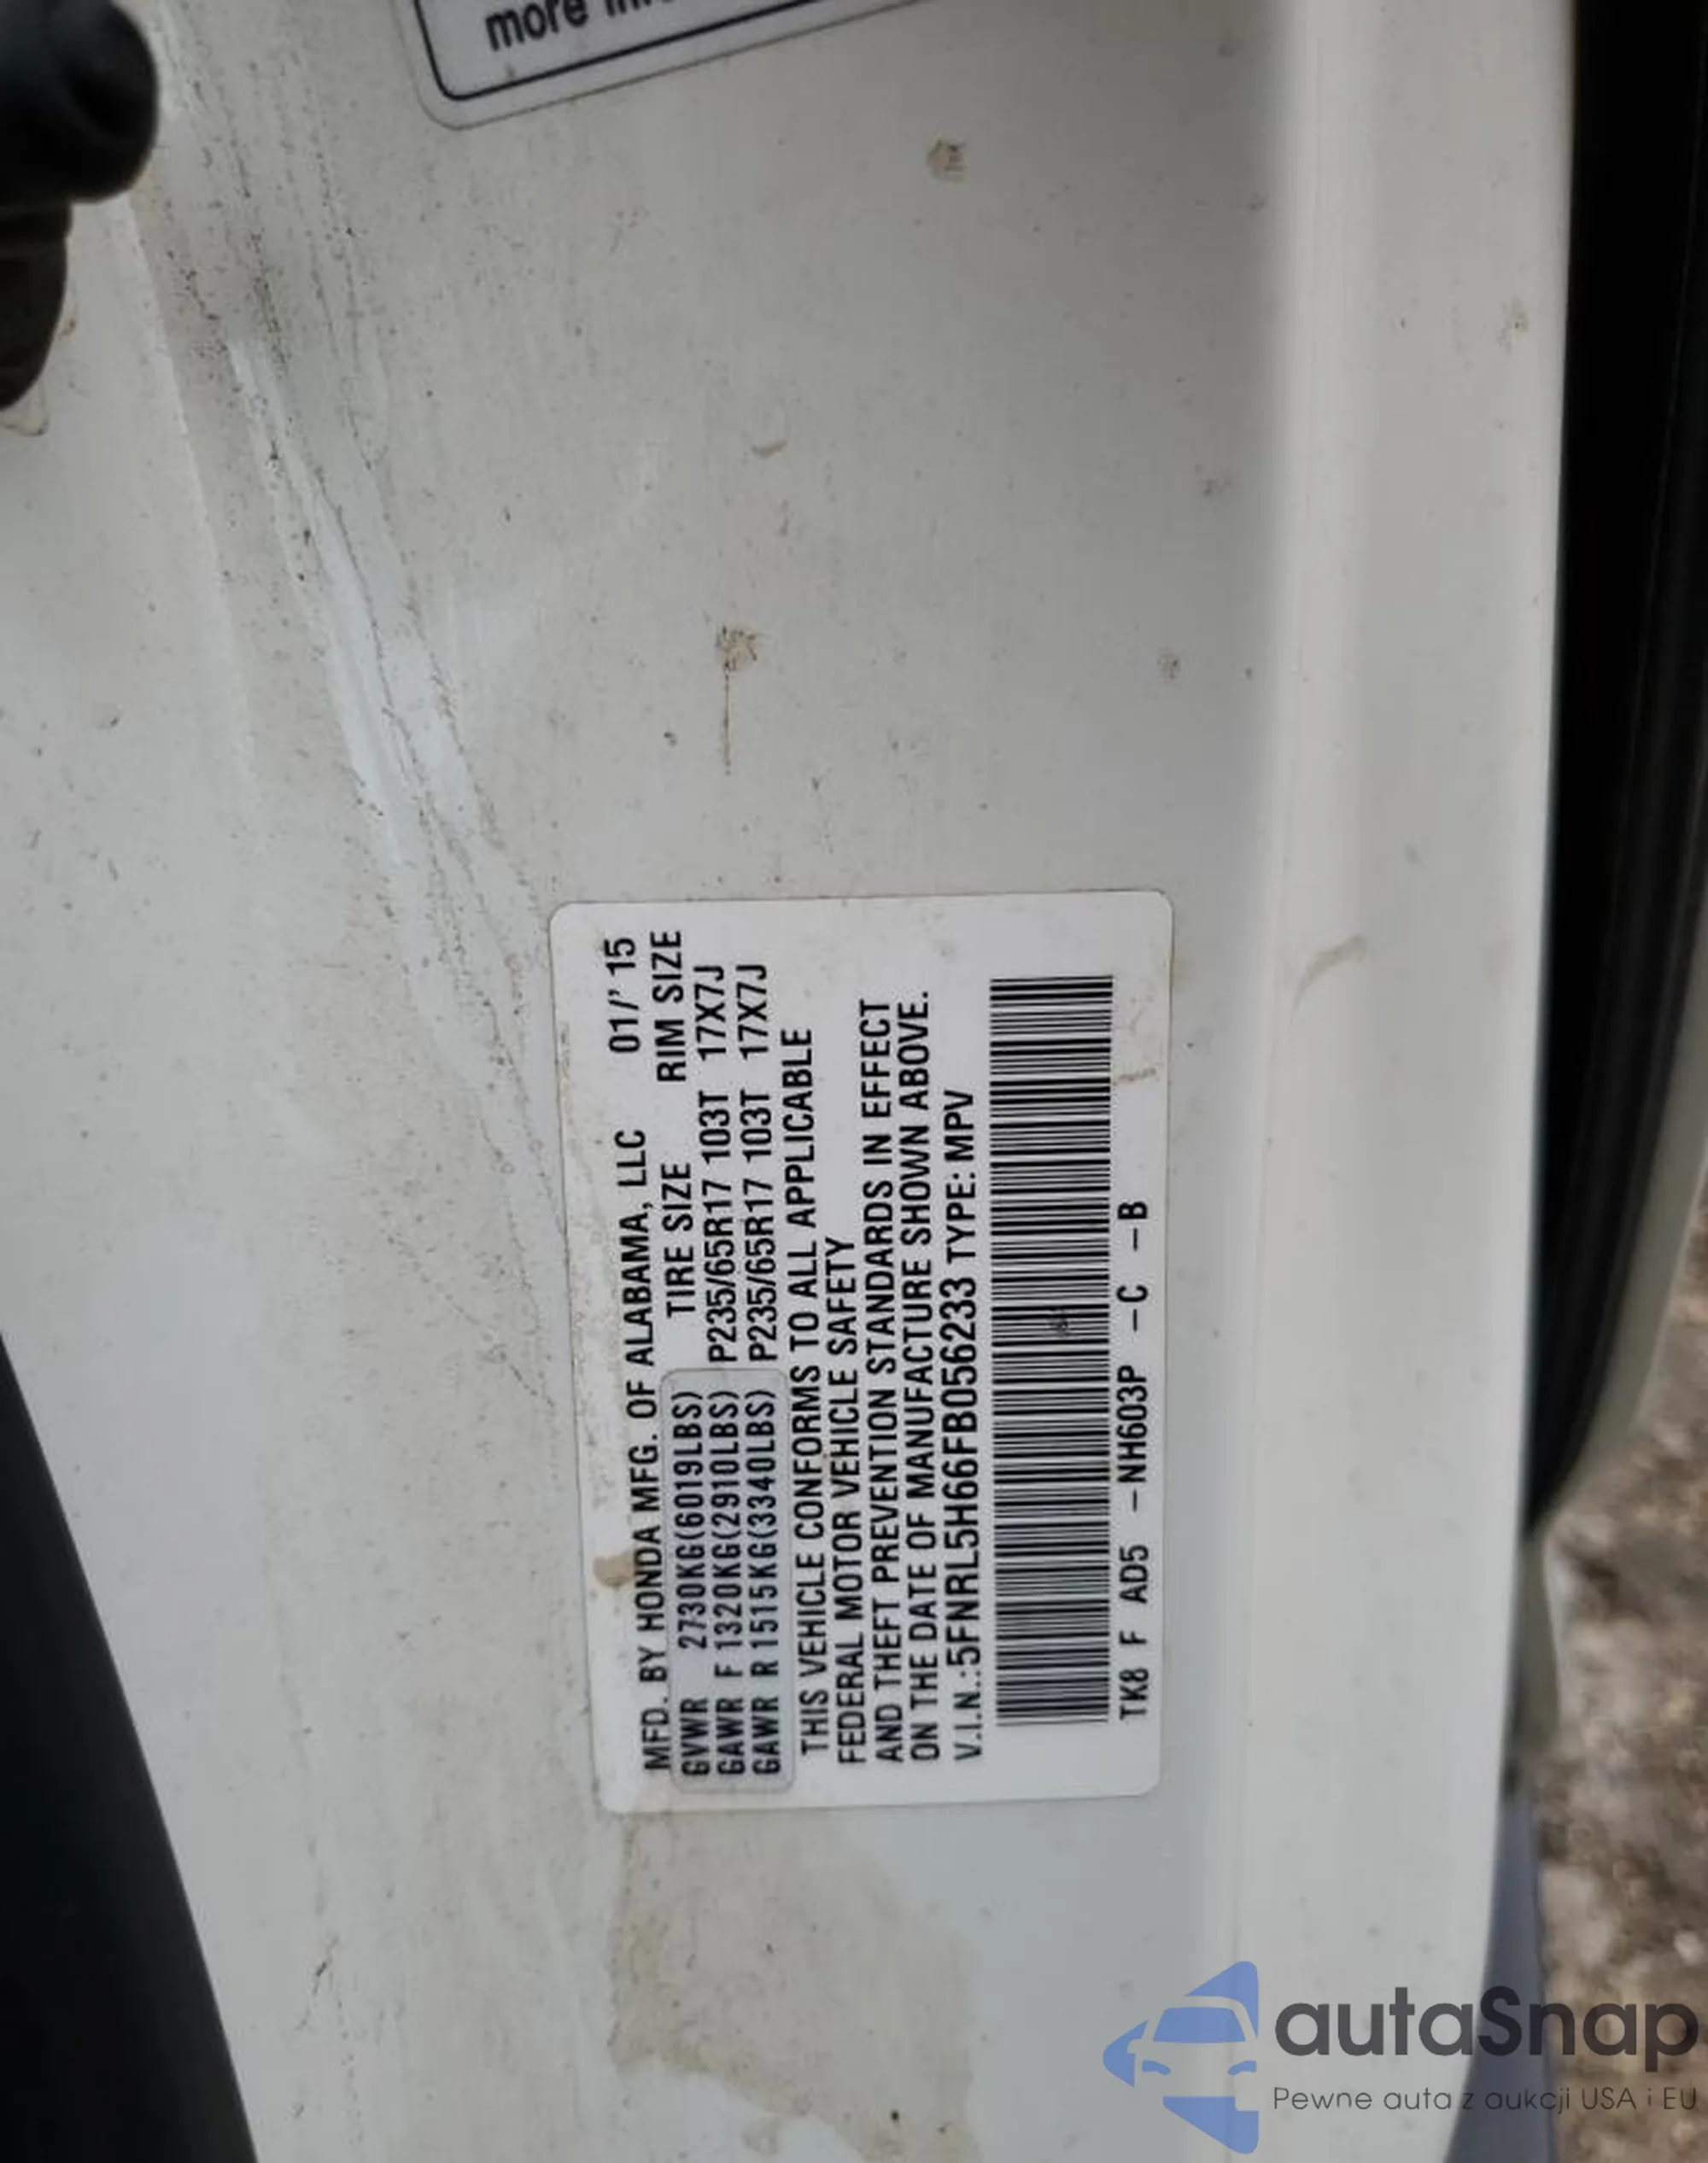 more
MFD. BY HONDA MFG. OF ALABAMA, LLC 01/' 15
TIRE SIZE RIM SIZE
GVWR 2730KG(6019LBS)
GAWR F 1320KG(2910LBS) P235/65R17 103T 17X7J
GAWR R 1515KG(3340LBS) P235/65R17 103T 17X7J
THIS VEHICLE CONFORMS TO ALL APPLICABLE
FEDERAL MOTOR VEHICLE SAFETY
AND THEFT PREVENTION STANDARDS IN EFFECT
ON THE DATE OF MANUFACTURE SHOWN ABOVE.
V.I.N.:5FNRL5H66FB056233 TYPE: MPV
TK8 F AD5 –NH603P –C –B
autaSnap
Pewne auta z aukcji USA i EU